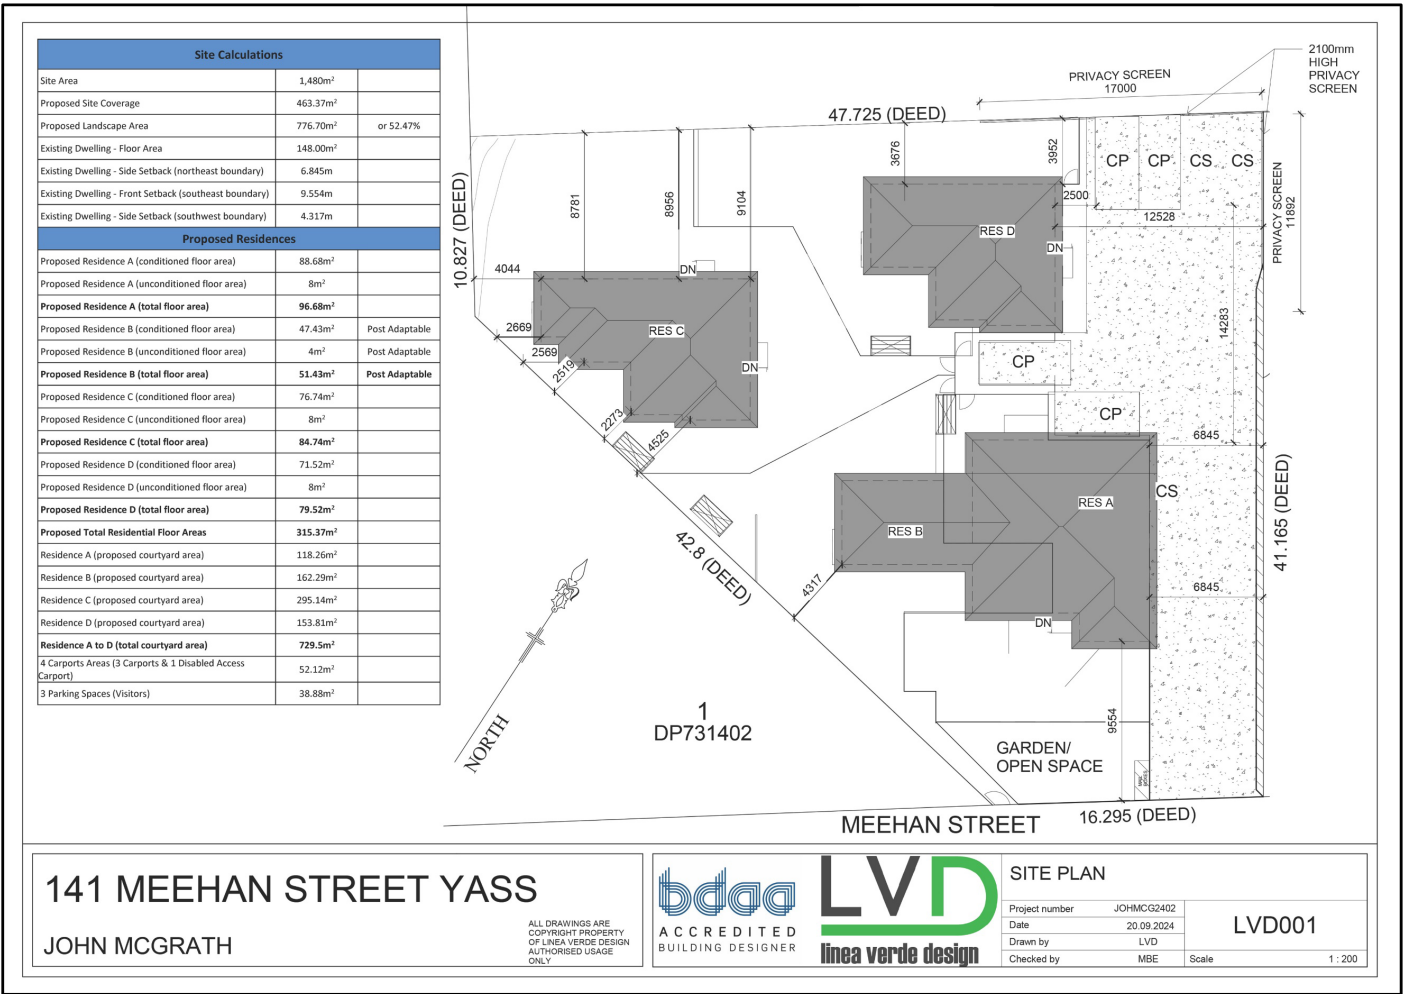 Site Calculations
Site Area 1,480m²
Proposed Site Coverage 463.37m²
Proposed Landscape Area 776.70m² or 52.47%
Existing Dwelling - Floor Area 148.00m²
Existing Dwelling - Side Setback (northeast boundary) 6.845m
Existing Dwelling - Front Setback (southeast boundary) 9.554m
Existing Dwelling - Side Setback (southwest boundary) 4.317m
Proposed Residences
Proposed Residence A (conditioned floor area) 88.68m²
Proposed Residence A (unconditioned floor area) 8m²
Proposed Residence A (total floor area) 96.68m²
Proposed Residence B (conditioned floor area) 47.43m² Post Adaptable
Proposed Residence B (unconditioned floor area) 4m² Post Adaptable
Proposed Residence B (total floor area) 51.43m² Post Adaptable
Proposed Residence C (conditioned floor area) 76.74m²
Proposed Residence C (unconditioned floor area) 8m²
Proposed Residence C (total floor area) 84.74m²
Proposed Residence D (conditioned floor area) 71.52m²
Proposed Residence D (unconditioned floor area) 8m²
Proposed Residence D (total floor area) 79.52m²
Proposed Total Residential Floor Areas 315.37m²
Residence A (proposed courtyard area) 118.26m²
Residence B (proposed courtyard area) 162.29m²
Residence C (proposed courtyard area) 295.14m²
Residence D (proposed courtyard area) 153.81m²
Residence A to D (total courtyard area) 729.5m²
4 Carports Areas (3 Carports & 1 Disabled Access
Carport) 52.12m²
3 Parking Spaces (Visitors) 38.88m²
2100mm
HIGH
PRIVACY
SCREEN
PRIVACY SCREEN
17000
47.725 (DEED)
10.827 (DEED)
8781
8956
9104
3676
3952
CP
CP
CS
CS
2500
12528
PRIVACY SCREEN
11892
RES D
DN
DN
4044
2669
RES C
2569
2519
DN
2273
4525
14283
CP
CP
6845
41.165 (DEED)
CS
RES A
RES B
42.8 (DEED)
4317
6845
DN
9554
1
DP731402
NORTH
GARDEN/
OPEN SPACE
MEEHAN STREET
16.295 (DEED)
141 MEEHAN STREET YASS
JOHN MCGRATH
ALL DRAWINGS ARE
COPYRIGHT PROPERTY
OF LINEA VERDE DESIGN
AUTHORISED USAGE
ONLY
bdaa
ACCREDITED
BUILDING DESIGNER
LVD
linea verde design
SITE PLAN
Project number JOHMCG2402
Date 20.09.2024
Drawn by LVD
Checked by MBE
LVD001
Scale 1 : 200